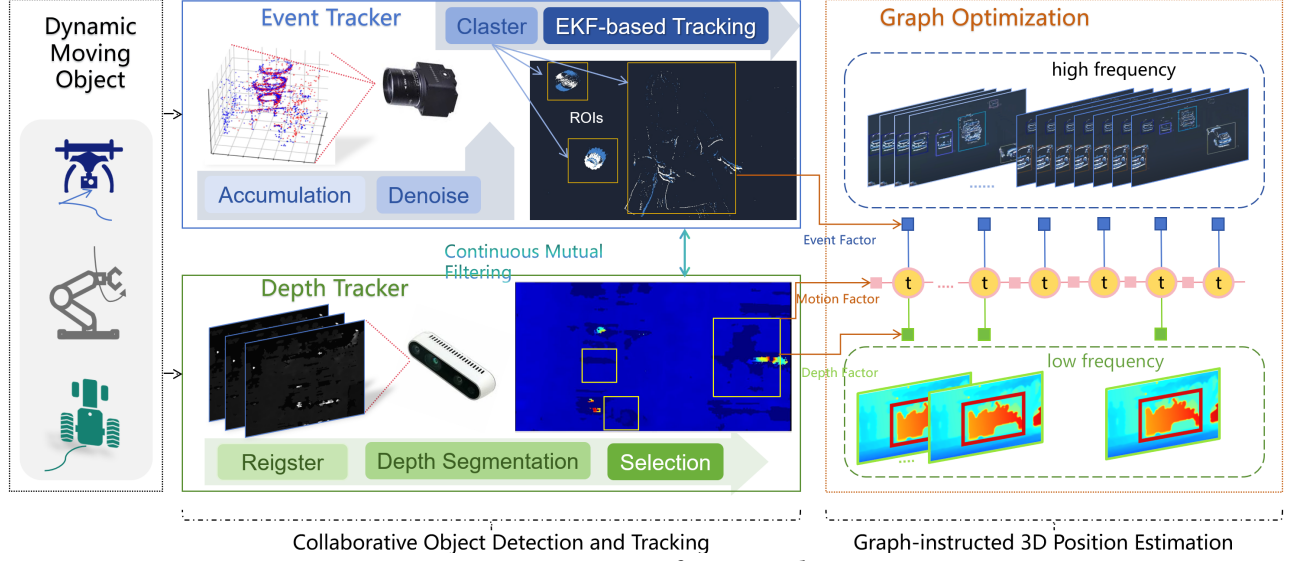 Dynamic
Moving
Object
Event Tracker
Claster
EKF-based Tracking
ROIs
Accumulation
Denoise
Continuous Mutual
Filtering
Depth Tracker
Reigster
Depth Segmentation
Selection
Graph Optimization
high frequency
......
Event Factor
t
....
t
t
t
t
t
Motion Factor
Depth Factor
low frequency
....
Collaborative Object Detection and Tracking
Graph-instructed 3D Position Estimation